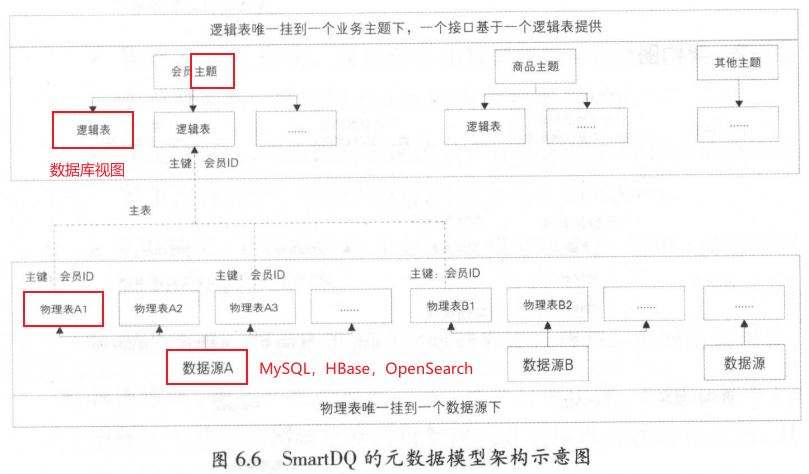 逻辑表唯一挂到一个业务主题下，一个接口基于一个逻辑表提供
会员主题
商品主题
其他主题
逻辑表
逻辑表
……
逻辑表
……
……
数据库视图
主键：会员ID
主表
主键：会员ID
主键：会员ID
主键：会员ID
物理表A1
物理表A2
物理表A3
……
物理表B1
物理表B2
……
……
数据源A
MySQL，HBase，OpenSearch
数据源B
数据源
物理表唯一挂到一个数据源下
图 6.6 SmartDQ 的元数据模型架构示意图